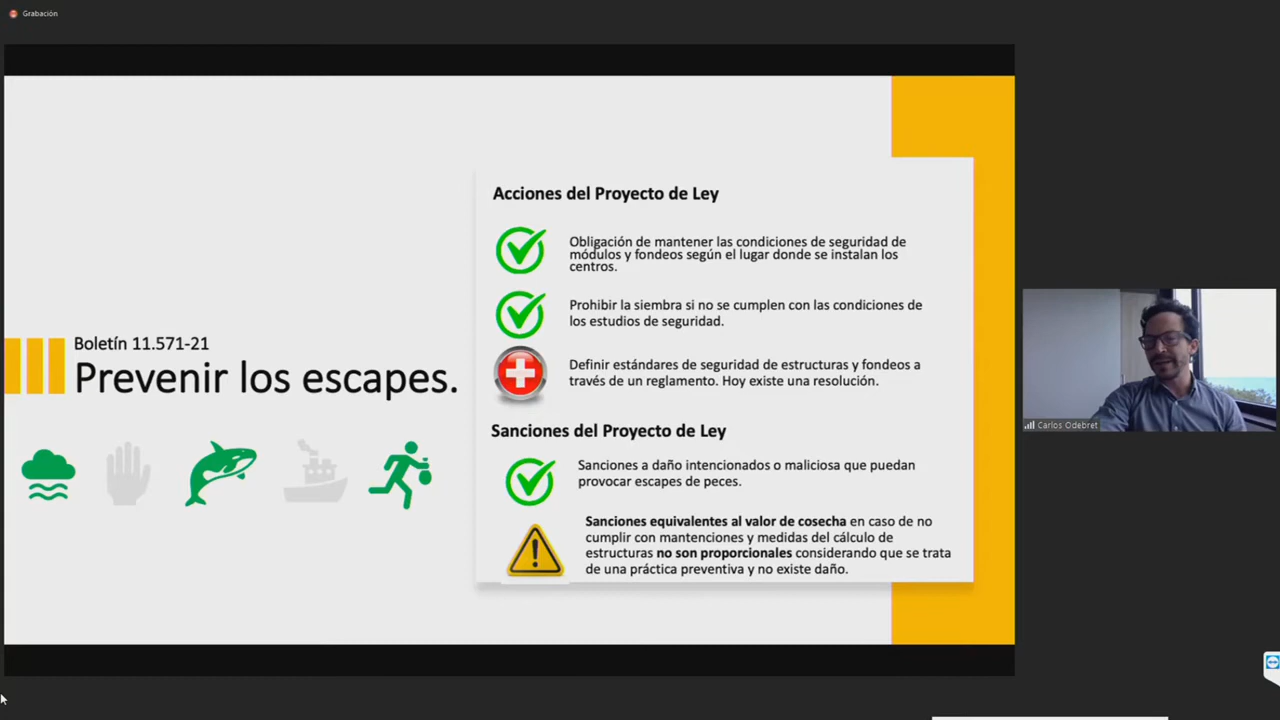 Grabación
Acciones del Proyecto de Ley
Obligación de mantener las condiciones de seguridad de
módulos y fondeos según el lugar donde se instalan los
centros.
Prohibir la siembra si no se cumplen con las condiciones de
los estudios de seguridad.
Definir estándares de seguridad de estructuras y fondeos a
través de un reglamento. Hoy existe una resolución.
Boletín 11.571-21
Prevenir los escapes.
Sanciones del Proyecto de Ley
Sanciones a daño intencionados o maliciosa que puedan
provocar escapes de peces.
Sanciones equivalentes al valor de cosecha en caso de no
cumplir con mantenciones y medidas del cálculo de
estructuras no son proporcionales considerando que se trata
de una práctica preventiva y no existe daño.
Carlos Odebret